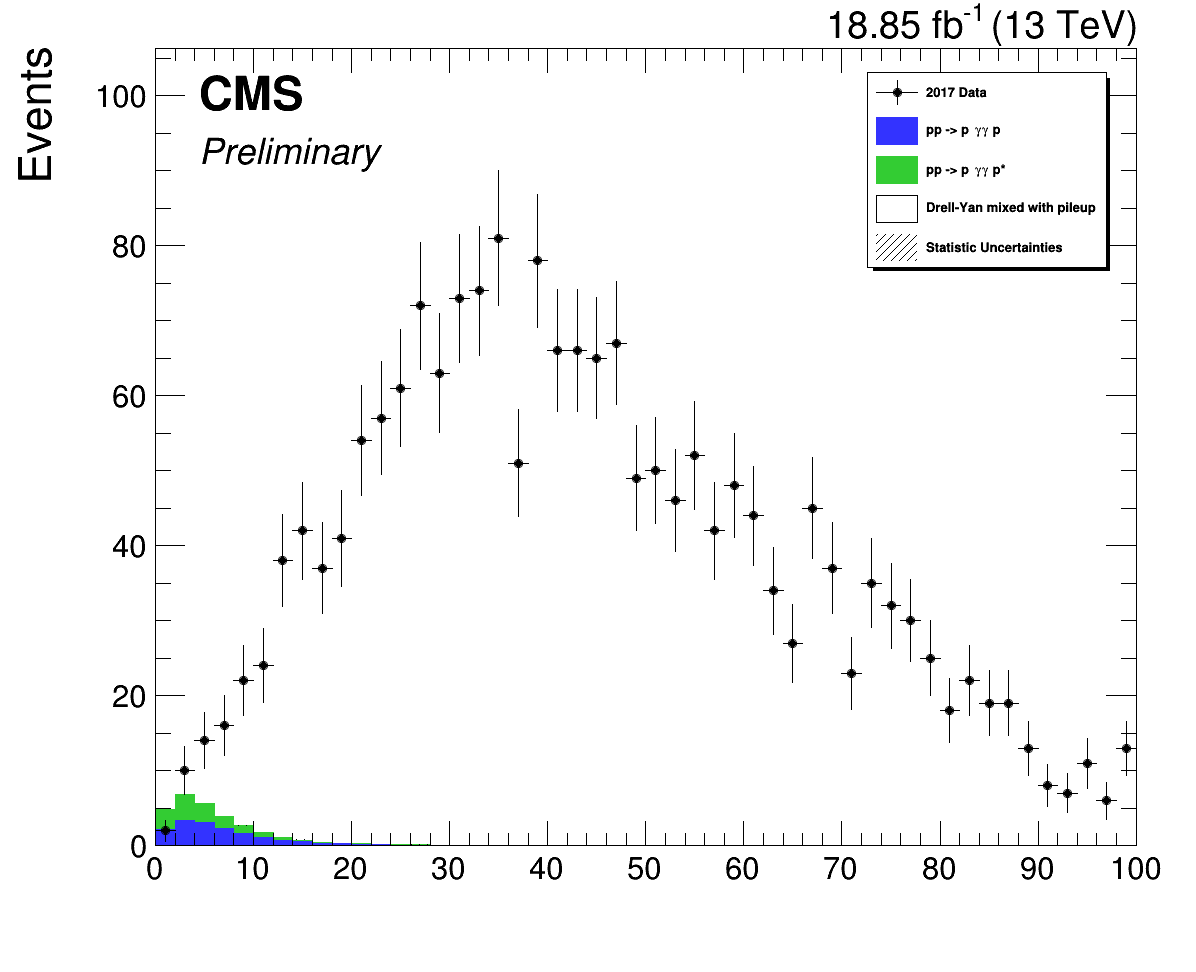 18.85 fb-1 (13 TeV)
Events
CMS
Preliminary
2017 Data
pp -> p γγ p
pp -> p γγ p*
Drell-Yan mixed with pileup
Statistic Uncertainties
100
80
60
40
20
0
0 10 20 30 40 50 60 70 80 90 100